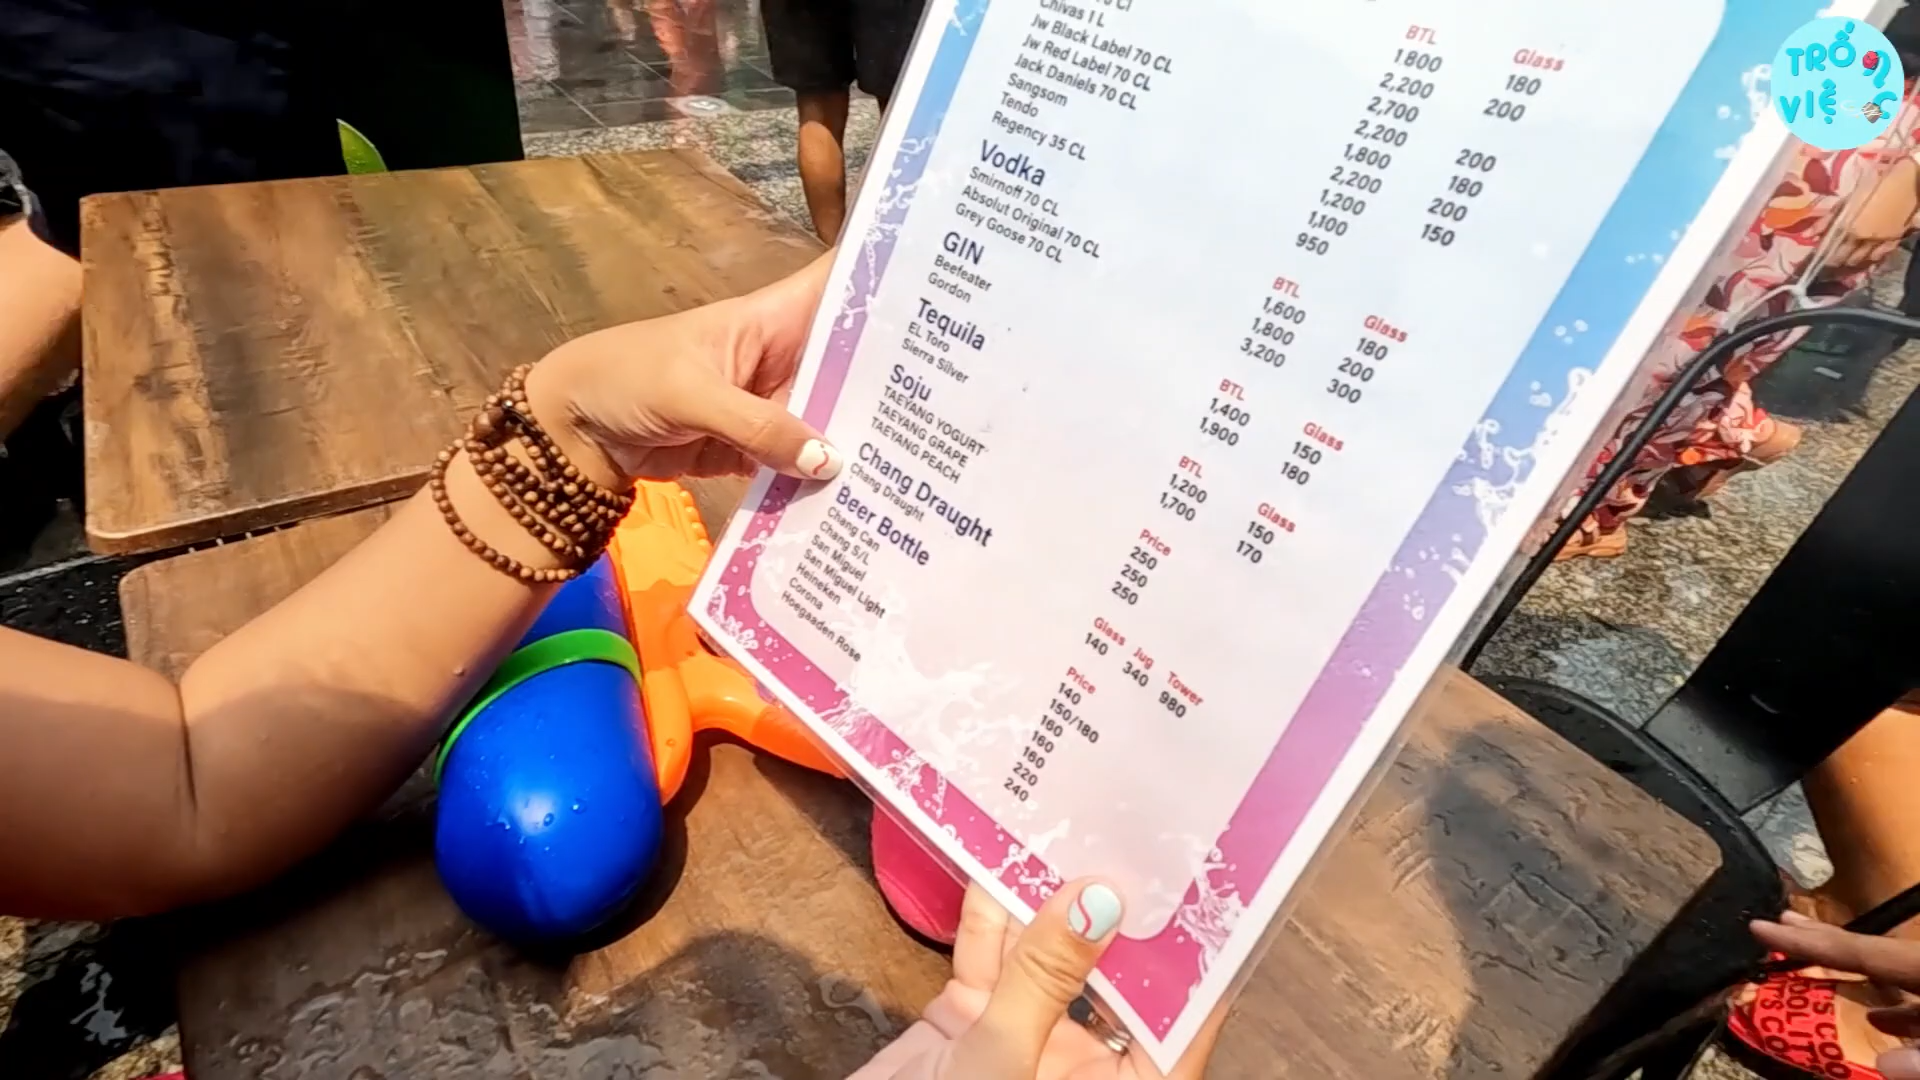 Chivas 1 L
Jw Black Label 70 CL
Jw Red Label 70 CL
Jack Daniels 70 CL
Sangsom
Tendo
Regency 35 CL
BTL Glass
1,800 180
2,200 200
2,700
2,200 200
1,800 180
2,200 200
1,200 150
1,100
950
Vodka BTL Glass
Smirnoff 70 CL 1,600 180
Absolut Original 70 CL 1,800 200
Grey Goose 70 CL 3,200 300
GIN BTL Glass
Beefeater 1,400 150
Gordon 1,900 180
Tequila BTL Glass
EL Toro 1,200 150
Sierra Silver 1,700 170
Soju Price
TAEYANG YOGURT 250
TAEYANG GRAPE 250
TAEYANG PEACH 250
Chang Draught Glass Jug Tower
Chang Draught 140 340 980
Beer Bottle Price
Chang Can 140
Chang S/L 150/180
San Miguel 160
San Miguel Light 160
Heineken 160
Corona 220
Hoegaaden Rose 240
TRỐN
VIỆC